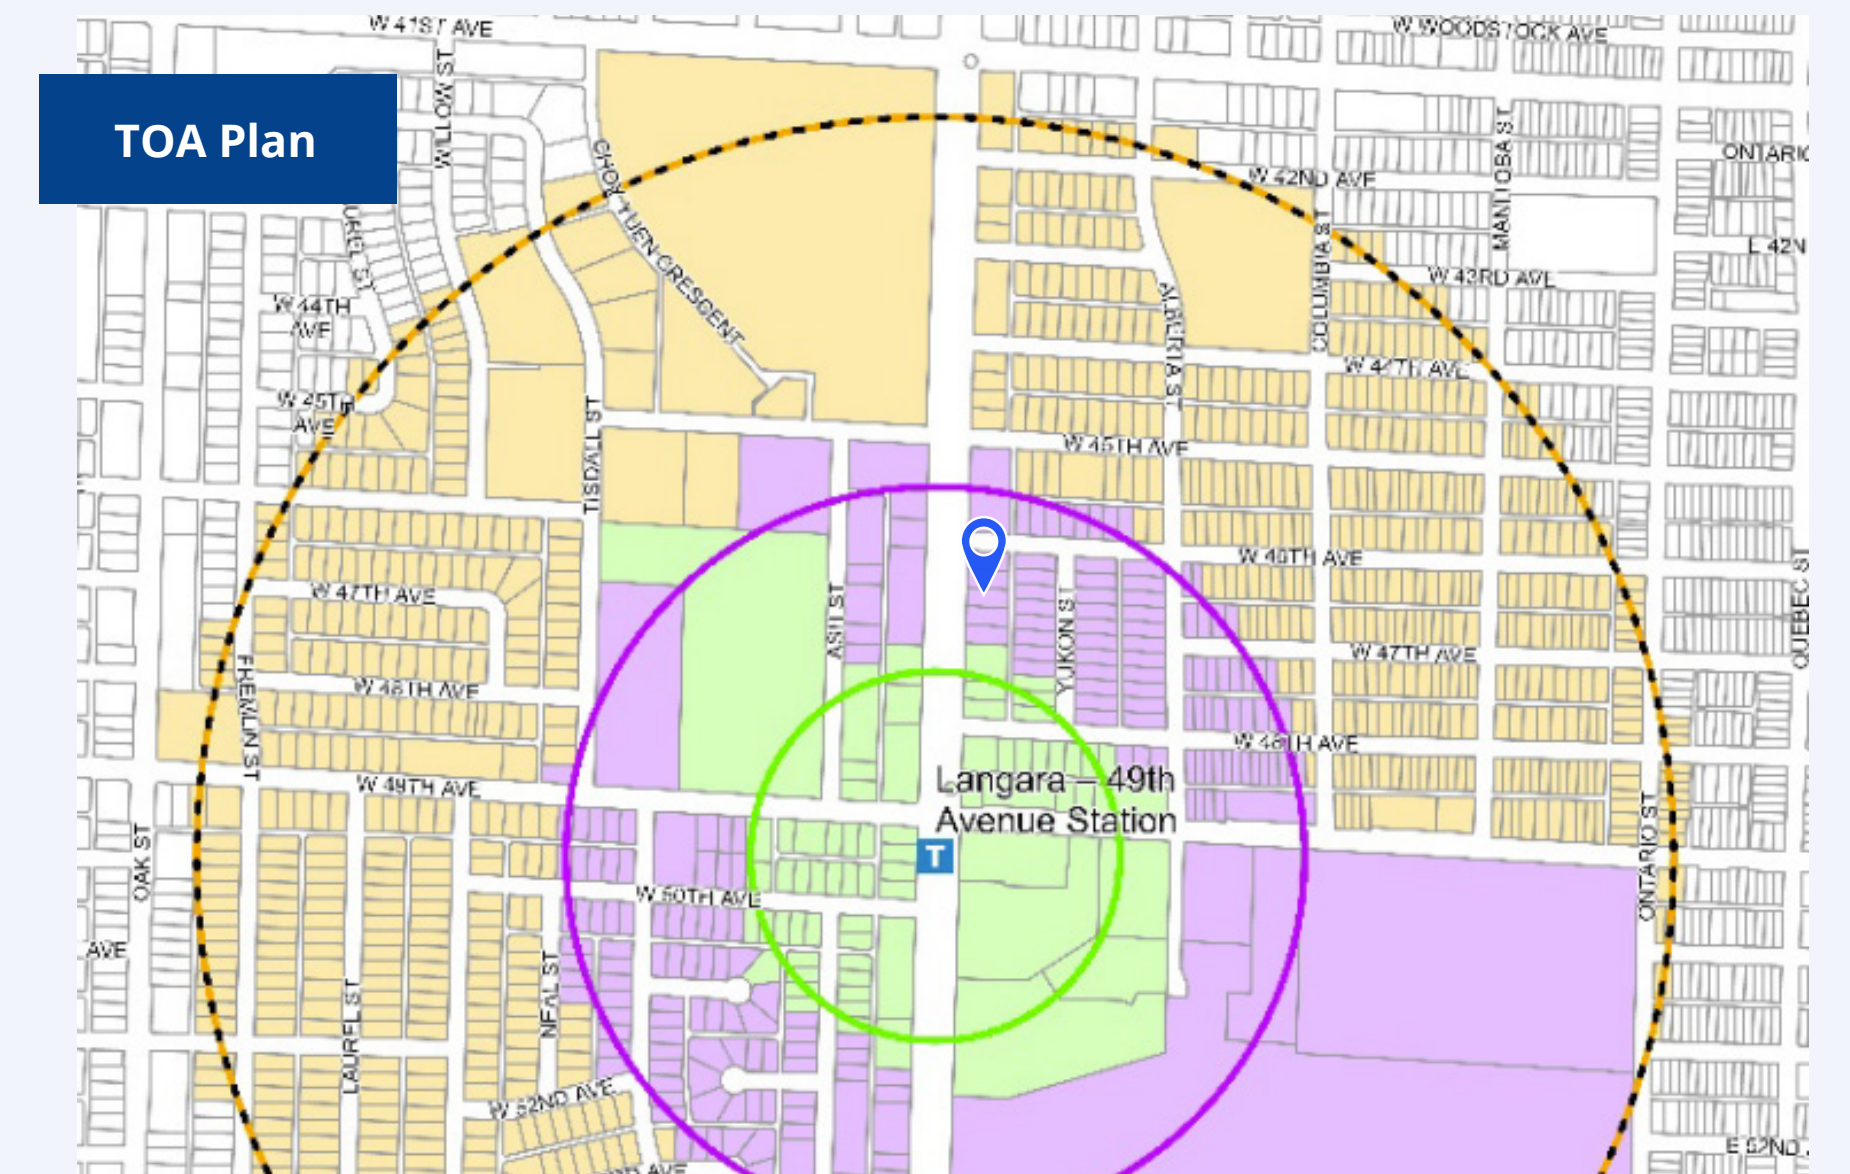 W 41ST AVE
W WOODSTOCK AVE
TOA Plan
WILLOW ST
CHOY YUEN CRESCENT
MANITOBA ST
W 42ND AVE
COLUMBIA ST
E 42N
W 43RD AVE
W 44TH
AVE
ALBERTA ST
W 44TH AVE
W 45TH
AVE
TISDALL ST
W 45TH AVE
W 46TH AVE
QUEBEC ST
W 47TH AVE
ASH ST
YUKON ST
W 47TH AVE
FREMLIN ST
W 48TH AVE
W 48TH AVE
W 49TH AVE
Langara – 49th
Avenue Station
T
OAK ST
ONTARIO ST
W 50TH AVE
AVE
LAUREL ST
W 52ND AVE
E 52ND